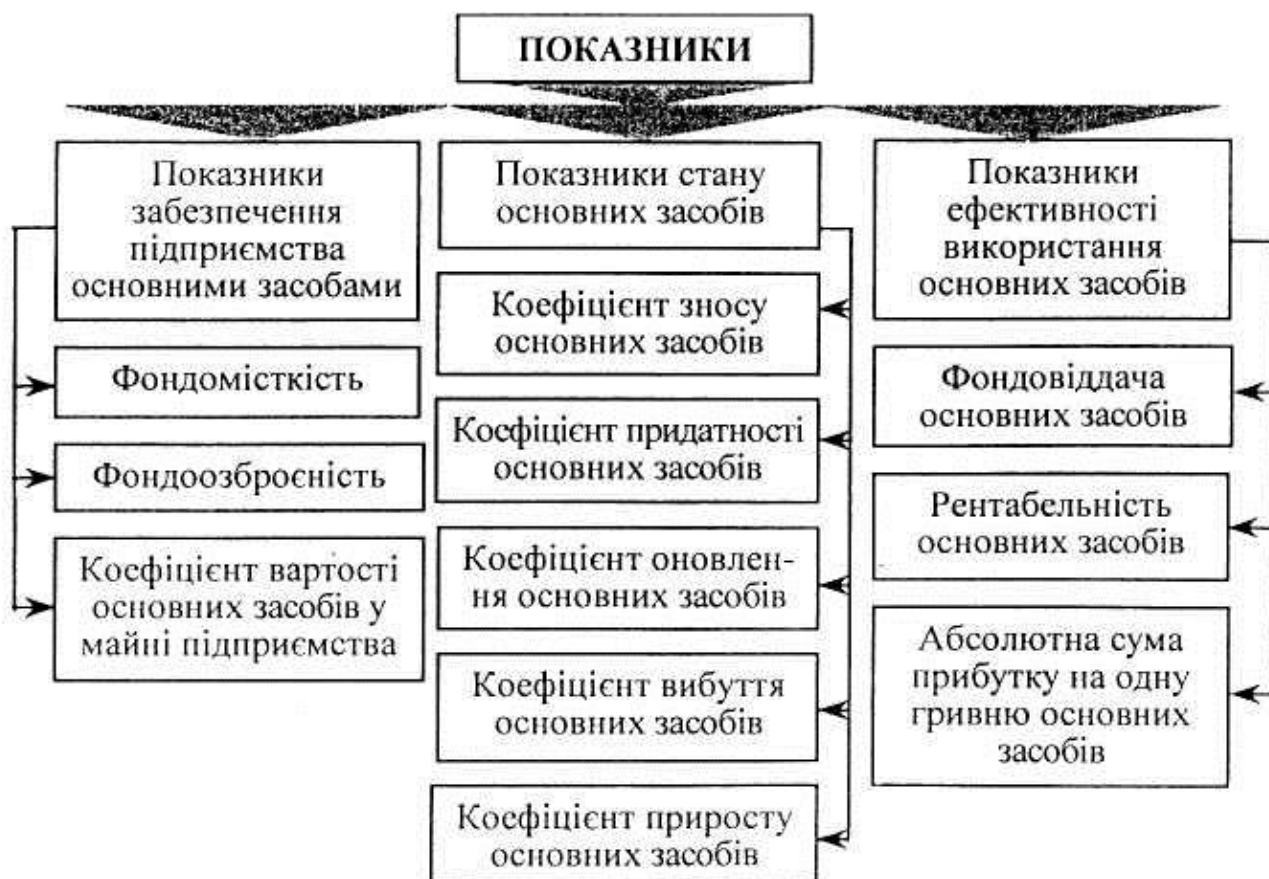 ПОКАЗНИКИ
Показники
забезпечення
підприємства
основними засобами
Фондомісткість
Фондоозброєність
Коефіцієнт вартості
основних засобів у
майні підприємства
Показники стану
основних засобів
Коефіцієнт зносу
основних засобів
Коефіцієнт придатності
основних засобів
Коефіцієнт оновлен-
ня основних засобів
Коефіцієнт вибуття
основних засобів
Коефіцієнт приросту
основних засобів
Показники
ефективності
використання
основних засобів
Фондовіддача
основних засобів
Рентабельність
основних засобів
Абсолютна сума
прибутку на одну
гривню основних
засобів